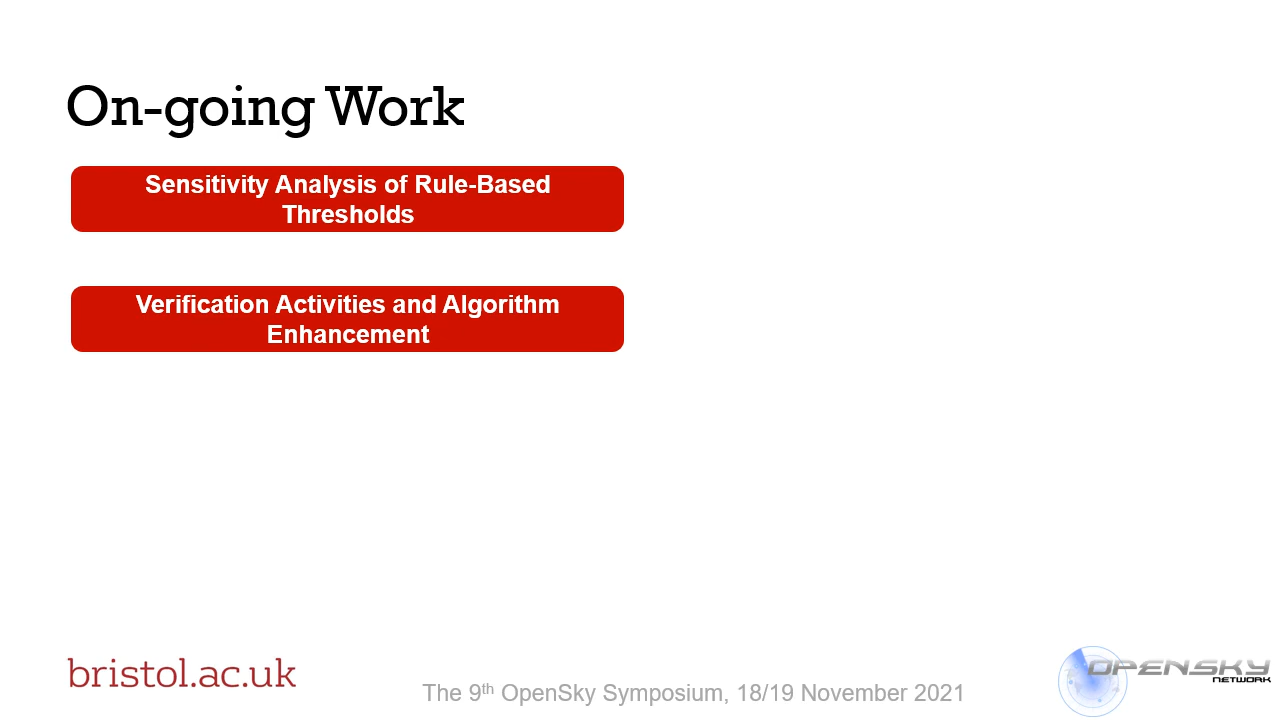 On-going Work
Sensitivity Analysis of Rule-Based
Thresholds
Verification Activities and Algorithm
Enhancement
bristol.ac.uk
The 9th OpenSky Symposium, 18/19 November 2021
OPENSKY
NETWORK